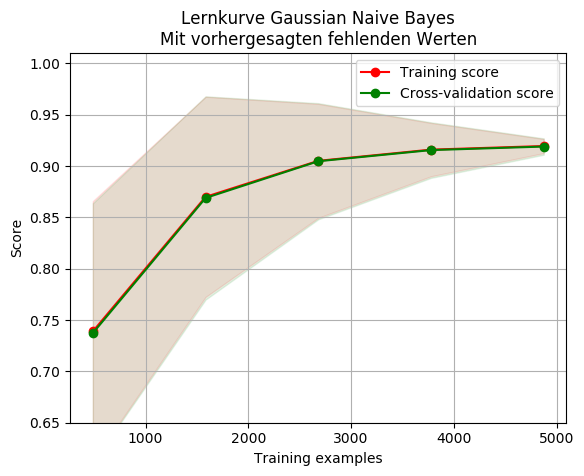 Lernkurve Gaussian Naive Bayes
Mit vorhergesagten fehlenden Werten
Training score
Cross-validation score
1.00
0.95
0.90
0.85
0.80
0.75
0.70
0.65
Score
1000
2000
3000
4000
5000
Training examples